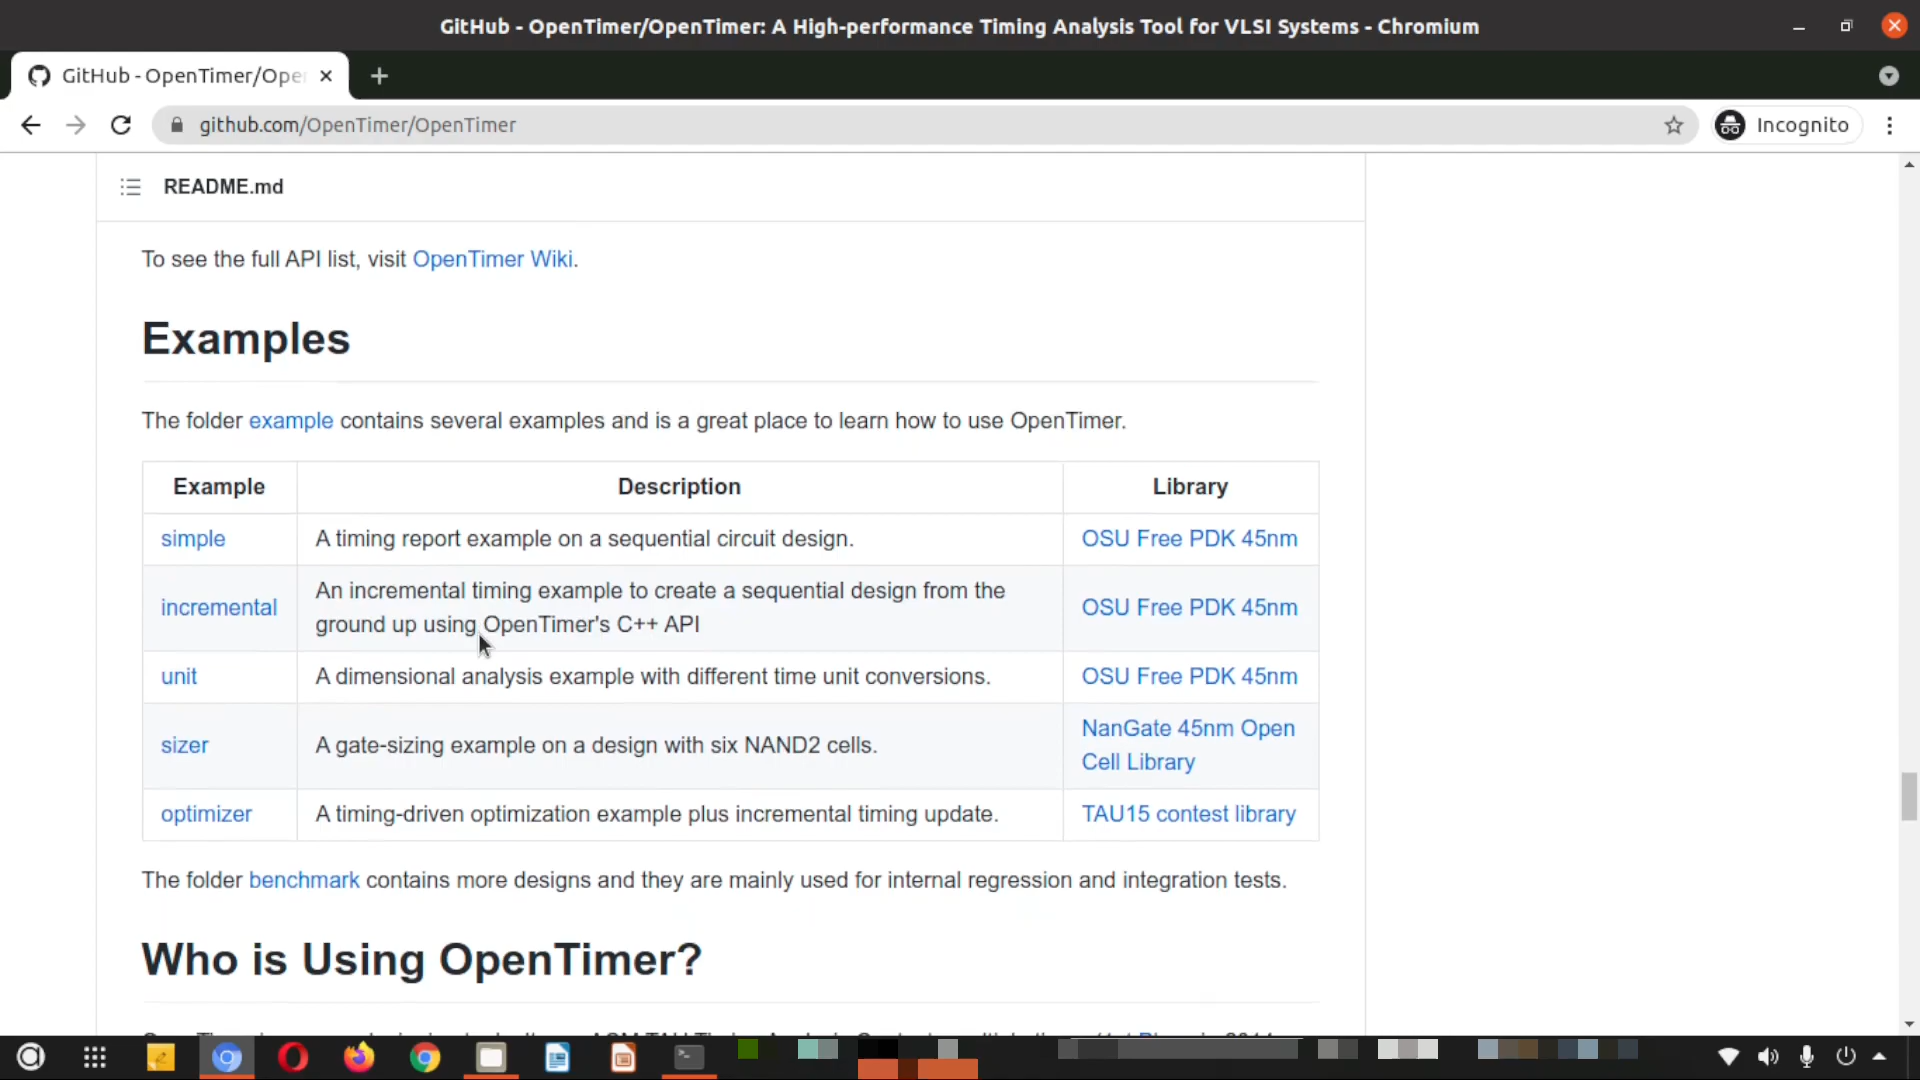 GitHub - OpenTimer/OpenTimer: A High-performance Timing Analysis Tool for VLSI Systems - Chromium
GitHub - OpenTimer/Ope
github.com/OpenTimer/OpenTimer
Incognito
README.md
To see the full API list, visit OpenTimer Wiki.
Examples
The folder example contains several examples and is a great place to learn how to use OpenTimer.
Example Description Library
simple A timing report example on a sequential circuit design. OSU Free PDK 45nm
incremental An incremental timing example to create a sequential design from the
ground up using OpenTimer's C++ API OSU Free PDK 45nm
unit A dimensional analysis example with different time unit conversions. OSU Free PDK 45nm
sizer A gate-sizing example on a design with six NAND2 cells. NanGate 45nm Open
Cell Library
optimizer A timing-driven optimization example plus incremental timing update. TAU15 contest library
The folder benchmark contains more designs and they are mainly used for internal regression and integration tests.
Who is Using OpenTimer?